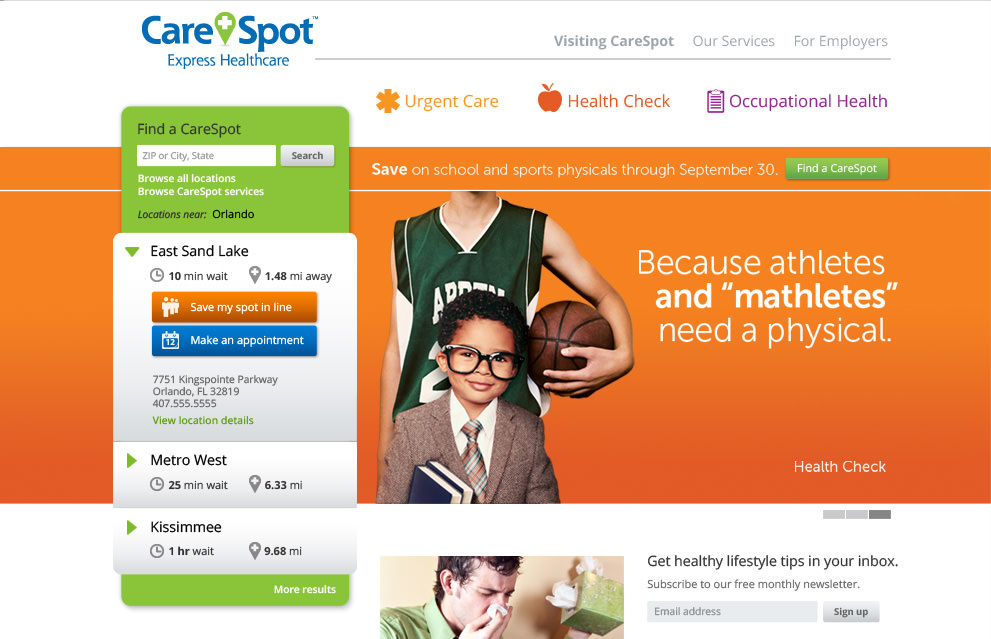 Care Spot™
Express Healthcare
Visiting CareSpot Our Services For Employers
Urgent Care Health Check Occupational Health
Find a CareSpot
ZIP or City, State Search
Browse all locations
Browse CareSpot services
Locations near: Orlando
Save on school and sports physicals through September 30. Find a CareSpot
East Sand Lake
10 min wait 1.48 mi away
Save my spot in line
12 Make an appointment
7751 Kingspointe Parkway
Orlando, FL 32819
407.555.5555
View location details
Metro West
25 min wait 6.33 mi
Kissimmee
1 hr wait 9.68 mi
More results
Because athletes
and “mathletes”
need a physical.
Health Check
Get healthy lifestyle tips in your inbox.
Subscribe to our free monthly newsletter.
Email address Sign up